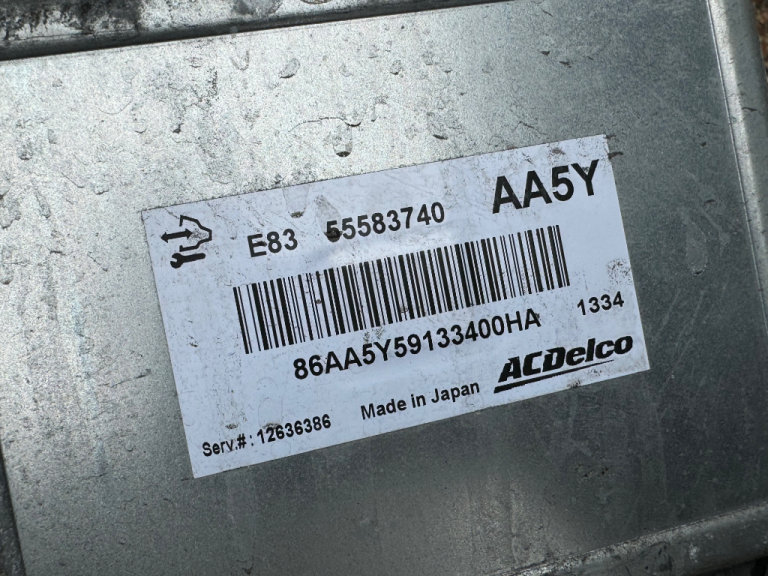 E83 55583740 AA5Y
86AA5Y59133400HA 1334
ACDelco
Serv.#: 12636386 Made in Japan